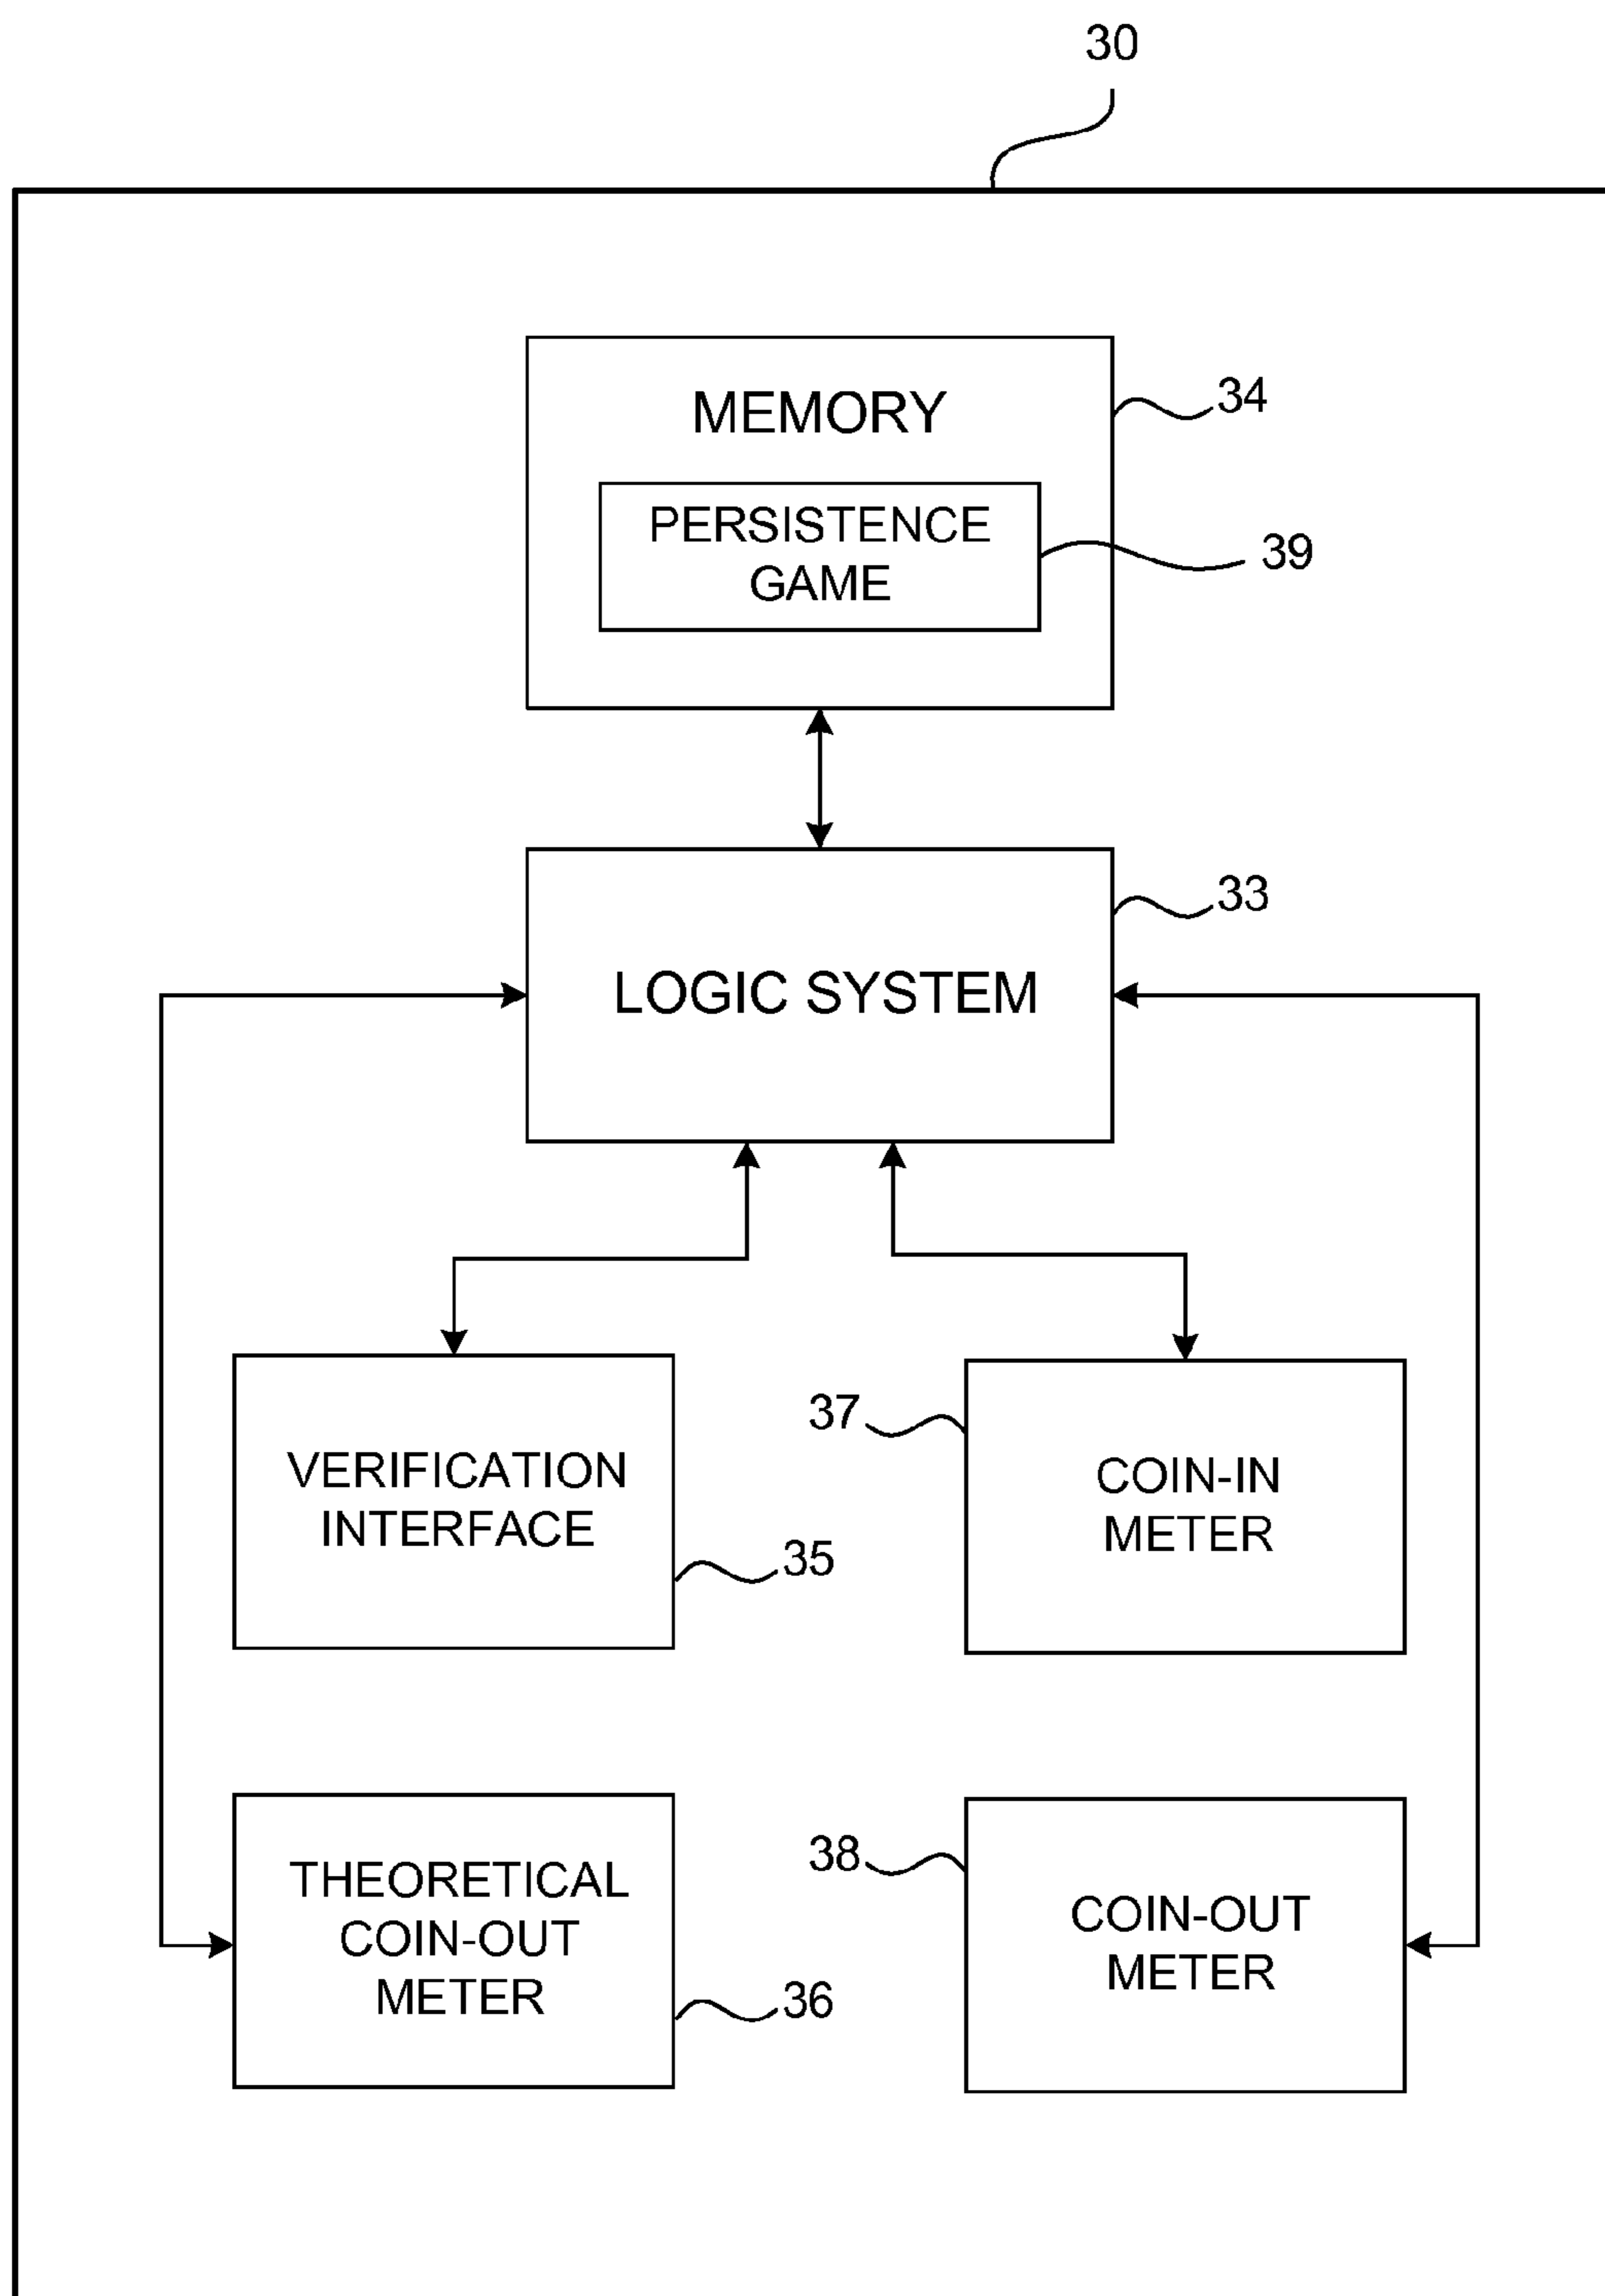 30
MEMORY
34
PERSISTENCE
GAME
39
33
LOGIC SYSTEM
VERIFICATION
INTERFACE
35
37
COIN-IN
METER
THEORETICAL
COIN-OUT
METER
36
38
COIN-OUT
METER